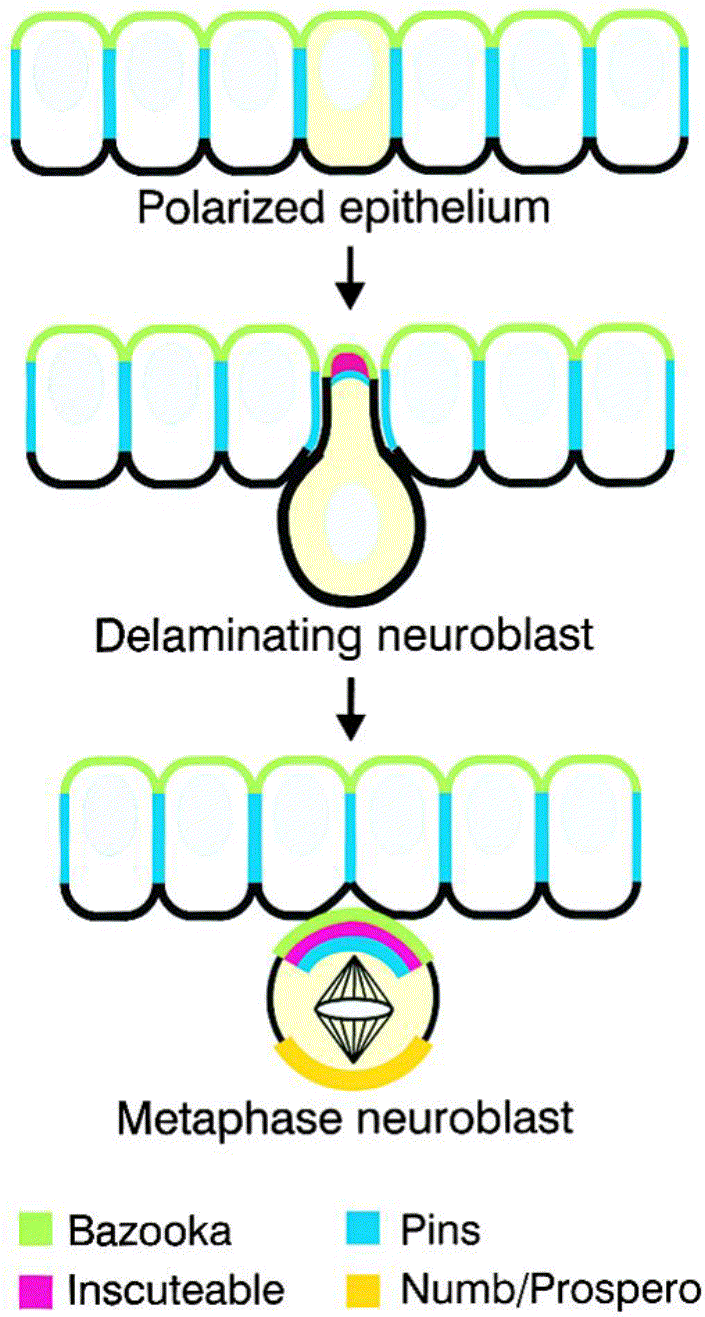 Polarized epithelium
Delaminating neuroblast
Metaphase neuroblast
Bazooka
Pins
Inscuteable
Numb/Prospero